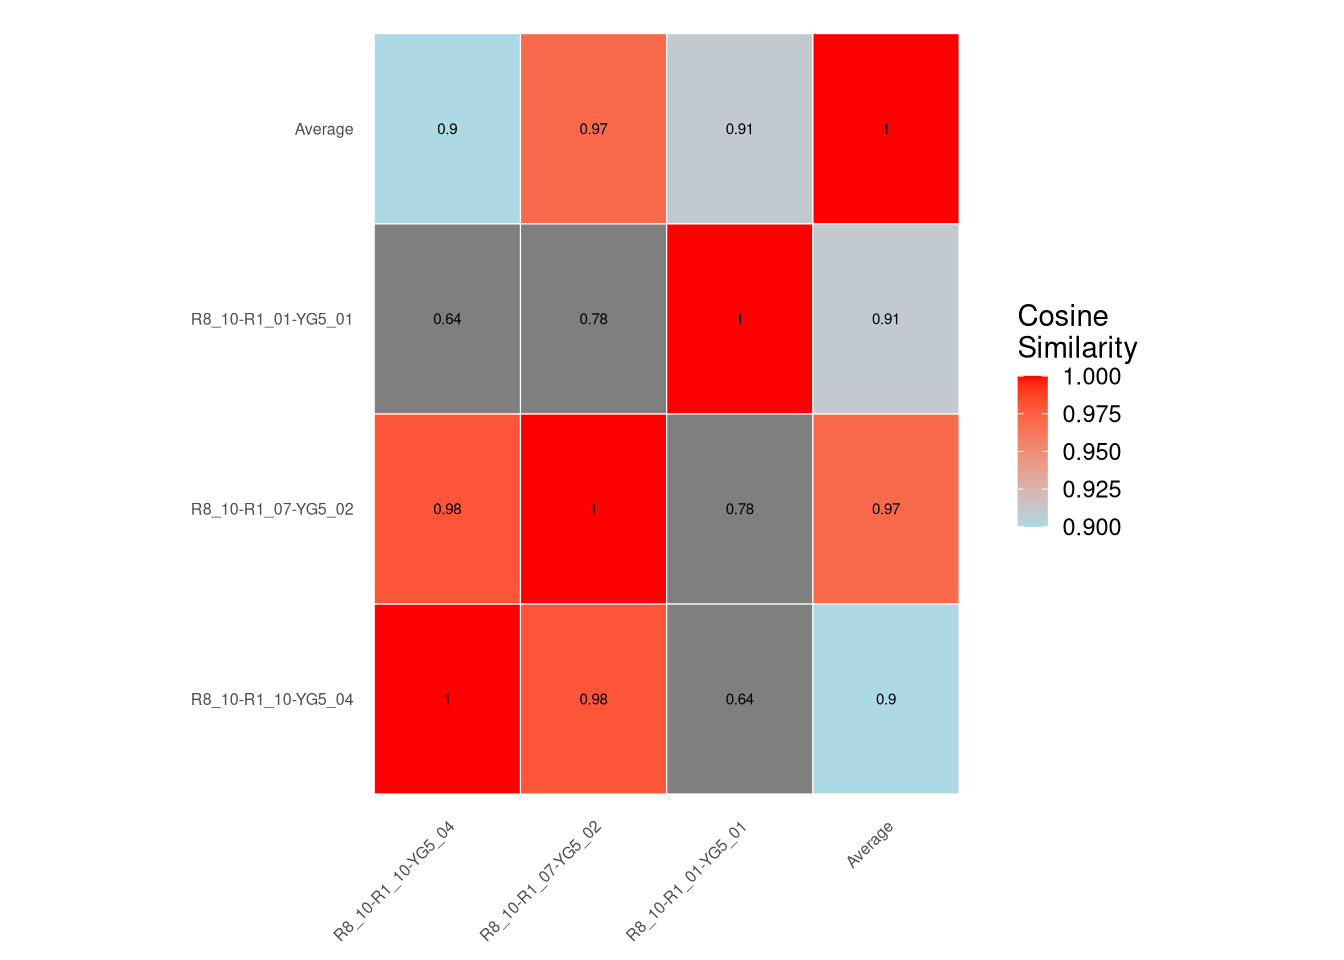 Average
0.9
0.97
0.91
1
R8_10-R1_01-YG5_01
0.64
0.78
1
0.91
R8_10-R1_07-YG5_02
0.98
1
0.78
0.97
R8_10-R1_10-YG5_04
1
0.98
0.64
0.9
R8_10-R1_10-YG5_04
R8_10-R1_07-YG5_02
R8_10-R1_01-YG5_01
Average
Cosine
Similarity
1.000
0.975
0.950
0.925
0.900